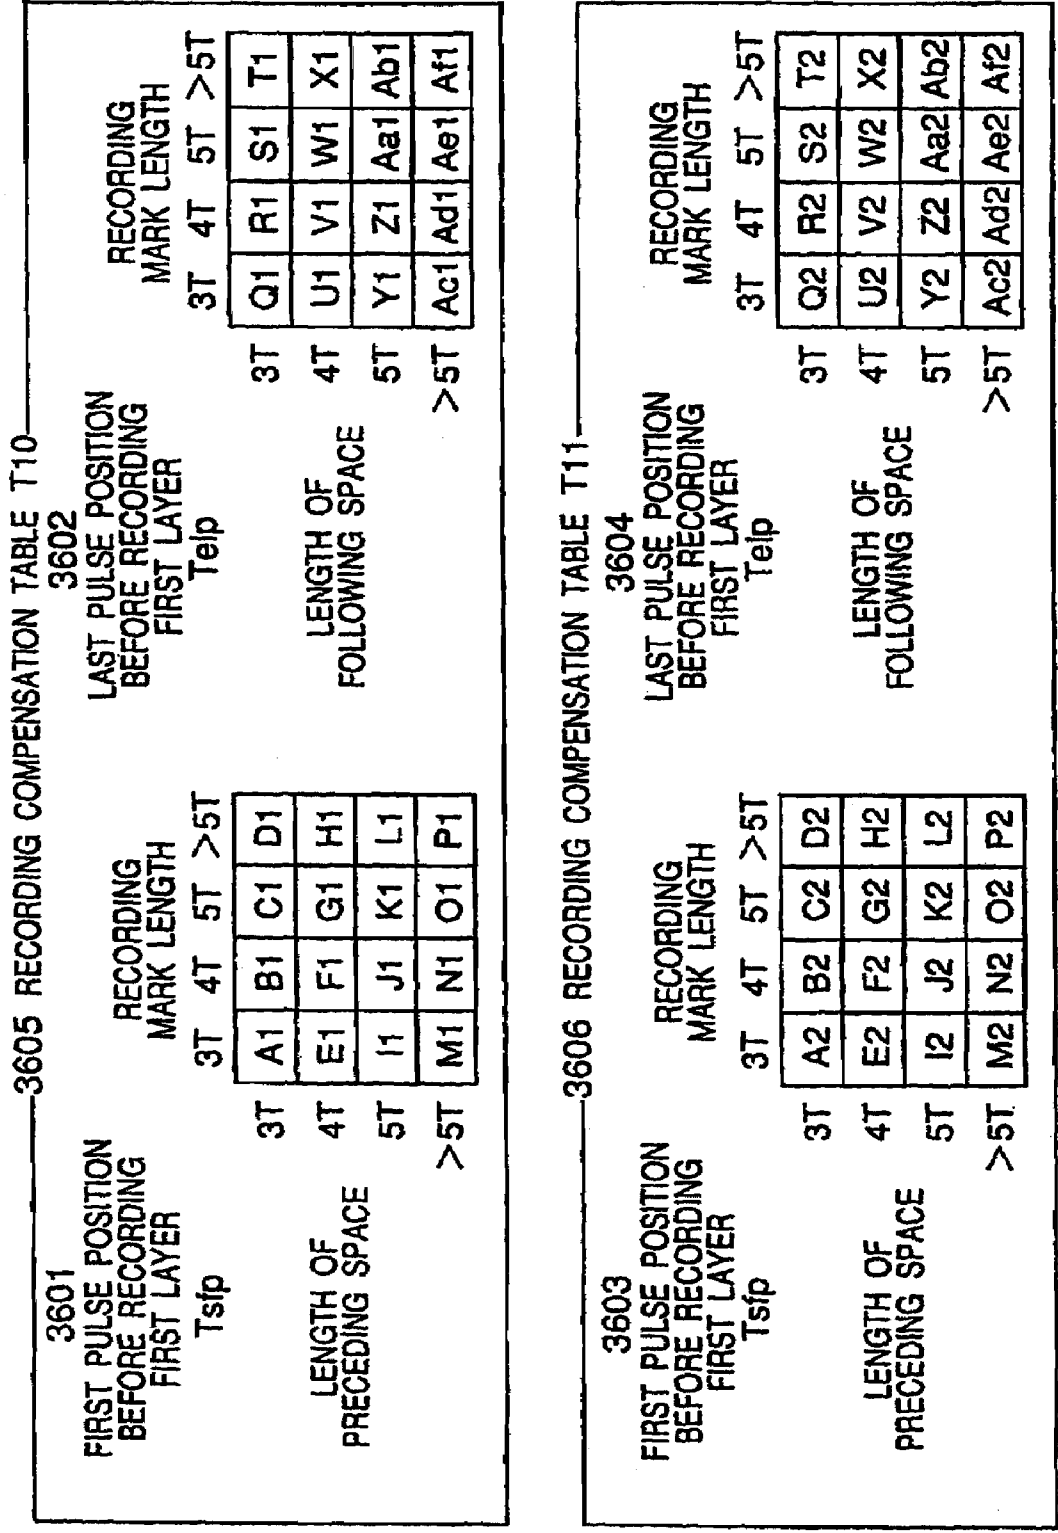 3605 RECORDING COMPENSATION TABLE T10
3601
FIRST PULSE POSITION
BEFORE RECORDING
FIRST LAYER
Tsfp
LENGTH OF
PRECEDING SPACE
RECORDING
MARK LENGTH
3T 4T 5T >5T
3T A1 B1 C1 D1
4T E1 F1 G1 H1
5T I1 J1 K1 L1
>5T M1 N1 O1 P1
3602
LAST PULSE POSITION
BEFORE RECORDING
FIRST LAYER
Telp
LENGTH OF
FOLLOWING SPACE
RECORDING
MARK LENGTH
3T 4T 5T >5T
3T Q1 R1 S1 T1
4T U1 V1 W1 X1
5T Y1 Z1 Aa1 Ab1
>5T Ac1 Ad1 Ae1 Af1
3606 RECORDING COMPENSATION TABLE T11
3603
FIRST PULSE POSITION
BEFORE RECORDING
FIRST LAYER
Tsfp
LENGTH OF
PRECEDING SPACE
RECORDING
MARK LENGTH
3T 4T 5T >5T
3T A2 B2 C2 D2
4T E2 F2 G2 H2
5T I2 J2 K2 L2
>5T M2 N2 O2 P2
3604
LAST PULSE POSITION
BEFORE RECORDING
FIRST LAYER
Telp
LENGTH OF
FOLLOWING SPACE
RECORDING
MARK LENGTH
3T 4T 5T >5T
3T Q2 R2 S2 T2
4T U2 V2 W2 X2
5T Y2 Z2 Aa2 Ab2
>5T Ac2 Ad2 Ae2 Af2